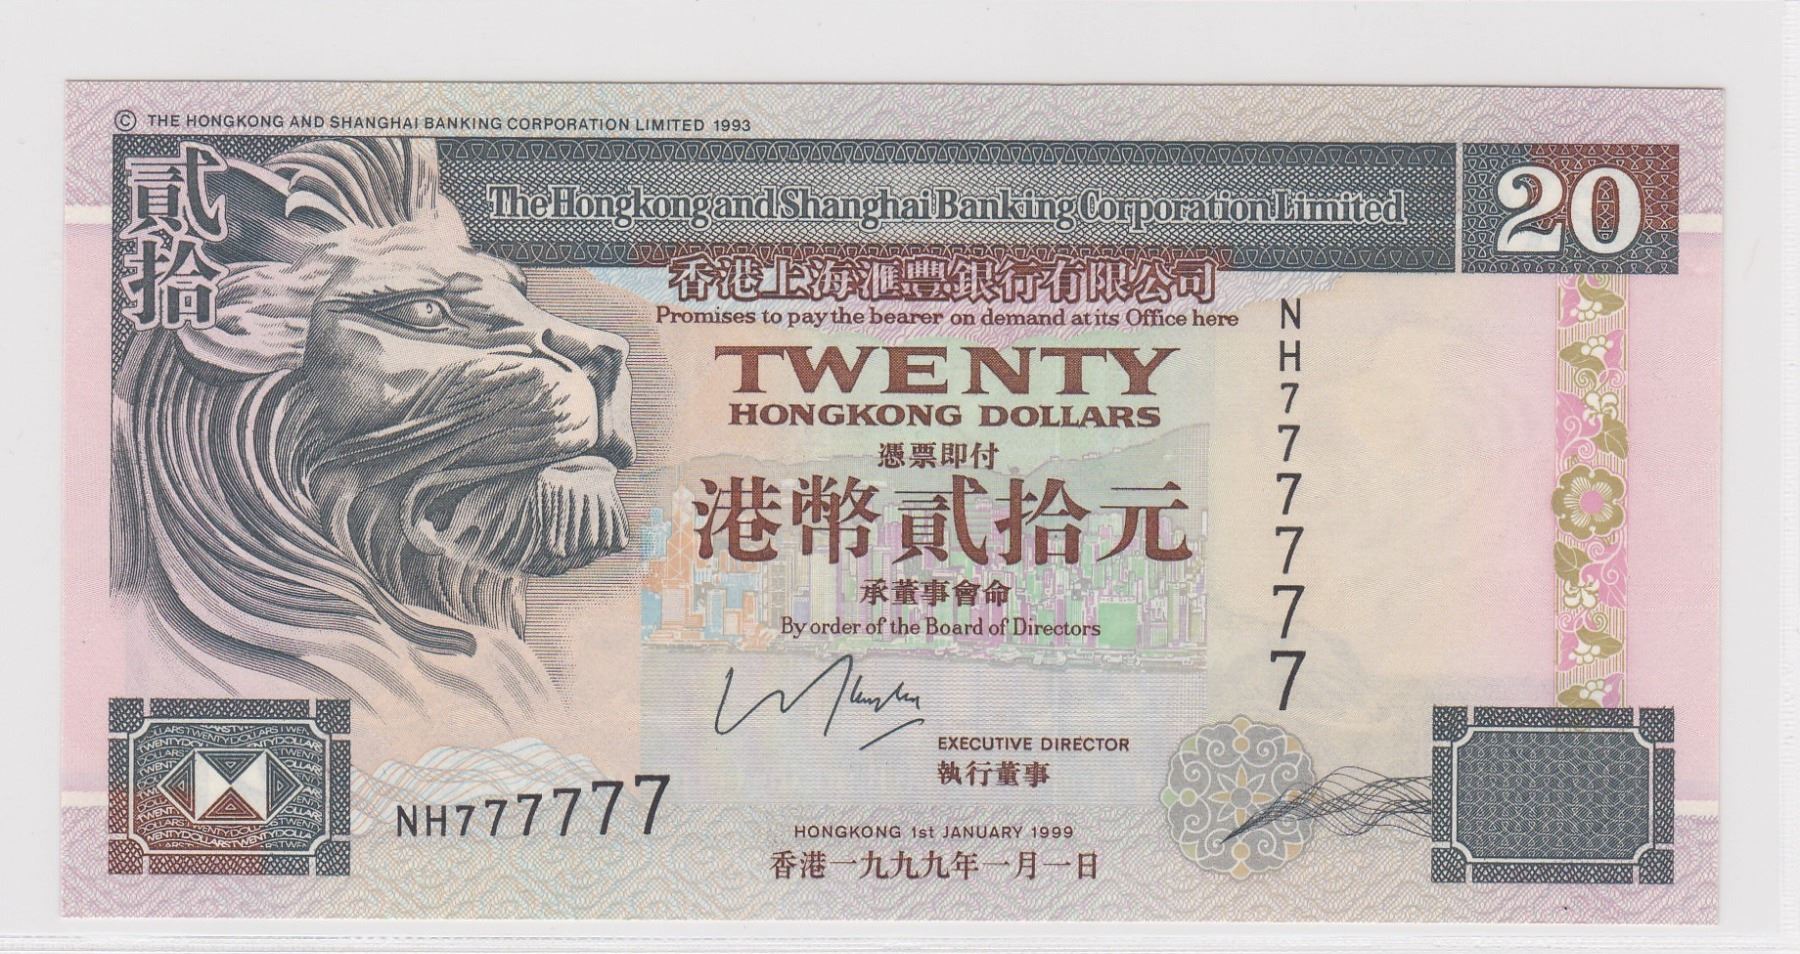 © THE HONGKONG AND SHANGHAI BANKING CORPORATION LIMITED 1993
貳拾
The Hongkong and Shanghai Banking Corporation Limited
20
香港上海滙豐銀行有限公司
Promises to pay the bearer on demand at its Office here
TWENTY
HONGKONG DOLLARS
憑票即付
港幣貳拾元
承董事會命
By order of the Board of Directors
NH777777
EXECUTIVE DIRECTOR
執行董事
NH777777
HONGKONG 1st JANUARY 1999
香港一九九九年一月一日